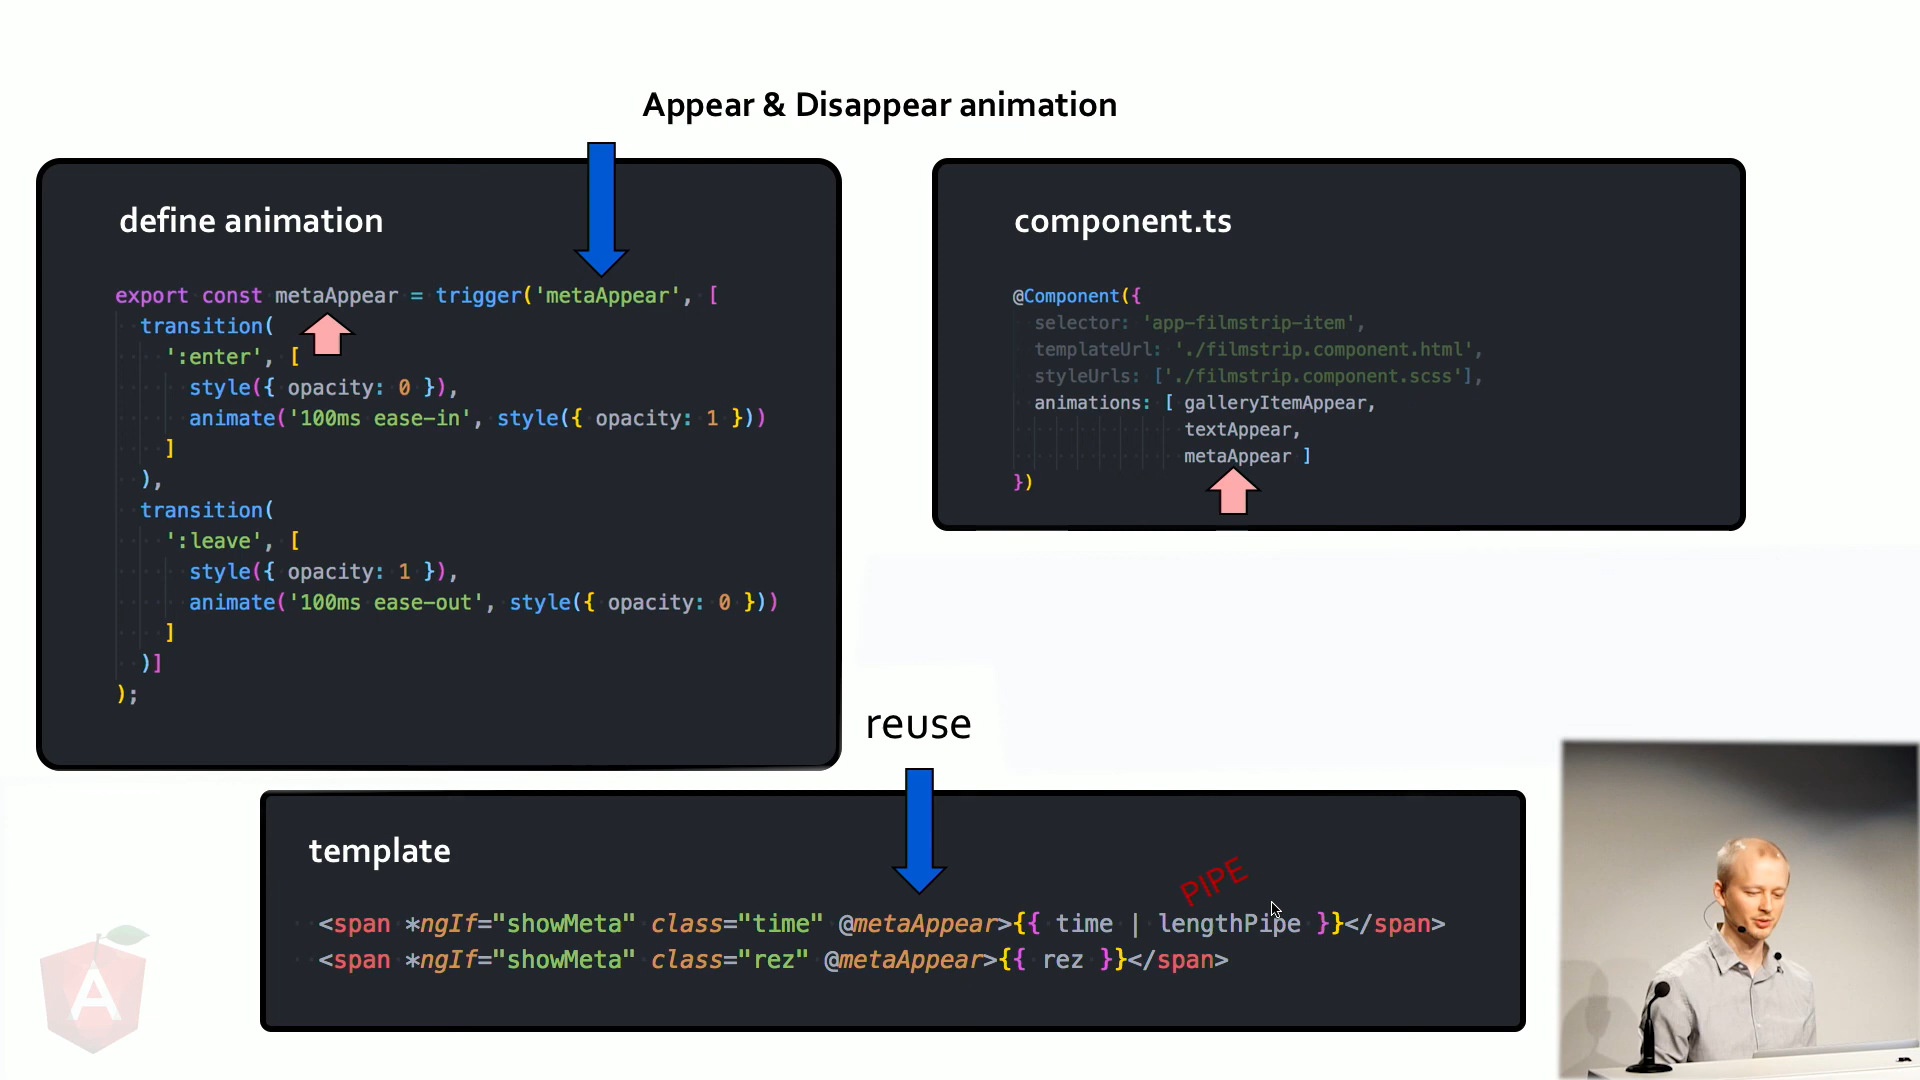 Appear & Disappear animation
define animation
export const metaAppear = trigger('metaAppear', [
transition(
':enter', [
style({ opacity: 0 }),
animate('100ms ease-in', style({ opacity: 1 }))
]
),
transition(
':leave', [
style({ opacity: 1 }),
animate('100ms ease-out', style({ opacity: 0 }))
]
)]
);
component.ts
@Component({
selector: 'app-filmstrip-item',
templateUrl: './filmstrip.component.html',
styleUrls: ['./filmstrip.component.scss'],
animations: [ galleryItemAppear,
textAppear,
metaAppear ]
})
reuse
template
PIPE
<span *ngIf="showMeta" class="time" @metaAppear>{{ time | lengthPipe }}</span>
<span *ngIf="showMeta" class="rez" @metaAppear>{{ rez }}</span>
A